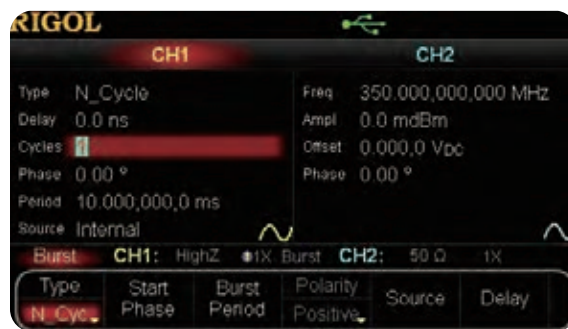 RIGOL
CH1
CH2
Type N_Cycle
Delay 0.0 ns
Cycles 1
Phase 0.00 °
Period 10.000,000,0 ms
Source Internal
Freq 350.000,000,000 MHz
Ampl 0.0 mdBm
Offset 0.000,0 VDC
Phase 0.00 °
Burst CH1: HighZ 1X Burst CH2: 50 Ω 1X
Type Start Burst Polarity Source Delay
N_Cyc Phase Period Positive